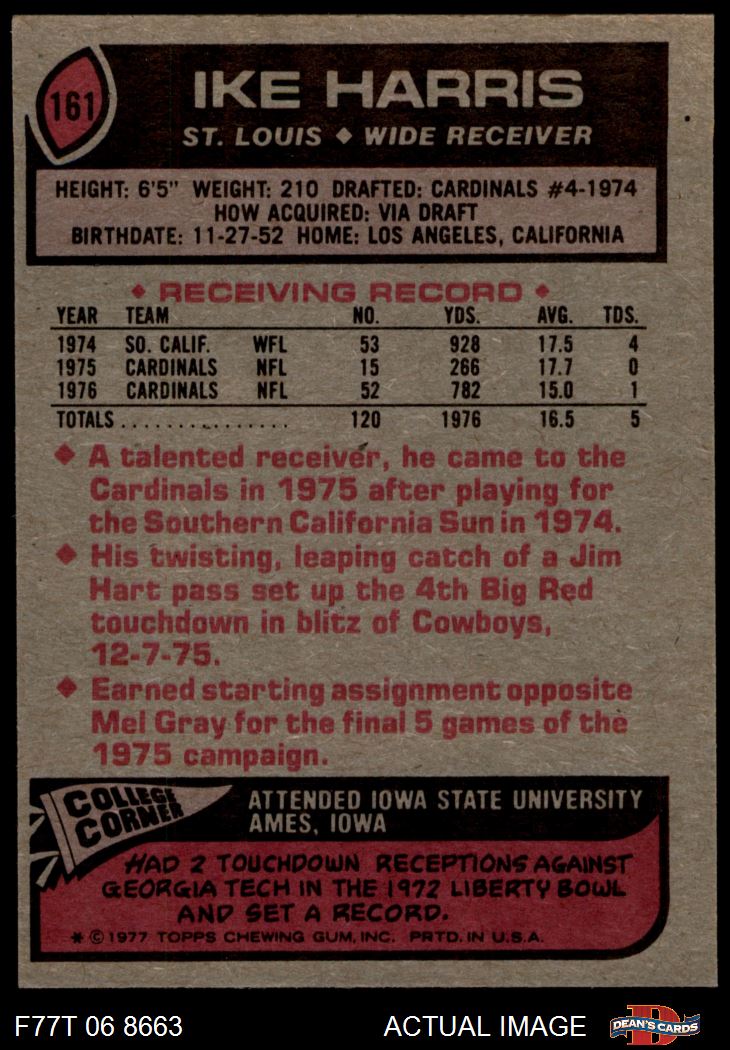 161
IKE HARRIS
ST. LOUIS ◆ WIDE RECEIVER
HEIGHT: 6'5" WEIGHT: 210 DRAFTED: CARDINALS #4-1974
HOW ACQUIRED: VIA DRAFT
BIRTHDATE: 11-27-52 HOME: LOS ANGELES, CALIFORNIA
◆ RECEIVING RECORD ◆
YEAR TEAM NO. YDS. AVG. TDS.
1974 SO. CALIF. WFL 53 928 17.5 4
1975 CARDINALS NFL 15 266 17.7 0
1976 CARDINALS NFL 52 782 15.0 1
TOTALS . . . . . . . . . . . . . . . . 120 1976 16.5 5
◆ A talented receiver, he came to the
Cardinals in 1975 after playing for
the Southern California Sun in 1974.
◆ His twisting, leaping catch of a Jim
Hart pass set up the 4th Big Red
touchdown in blitz of Cowboys,
12-7-75.
◆ Earned starting assignment opposite
Mel Gray for the final 5 games of the
1975 campaign.
COLLEGE
CORNER
ATTENDED IOWA STATE UNIVERSITY
AMES, IOWA
HAD 2 TOUCHDOWN RECEPTIONS AGAINST
GEORGIA TECH IN THE 1972 LIBERTY BOWL
AND SET A RECORD.
* © 1977 TOPPS CHEWING GUM, INC. PRTD. IN U.S.A.
F77T 06 8663 ACTUAL IMAGE
D
DEAN'S CARDS